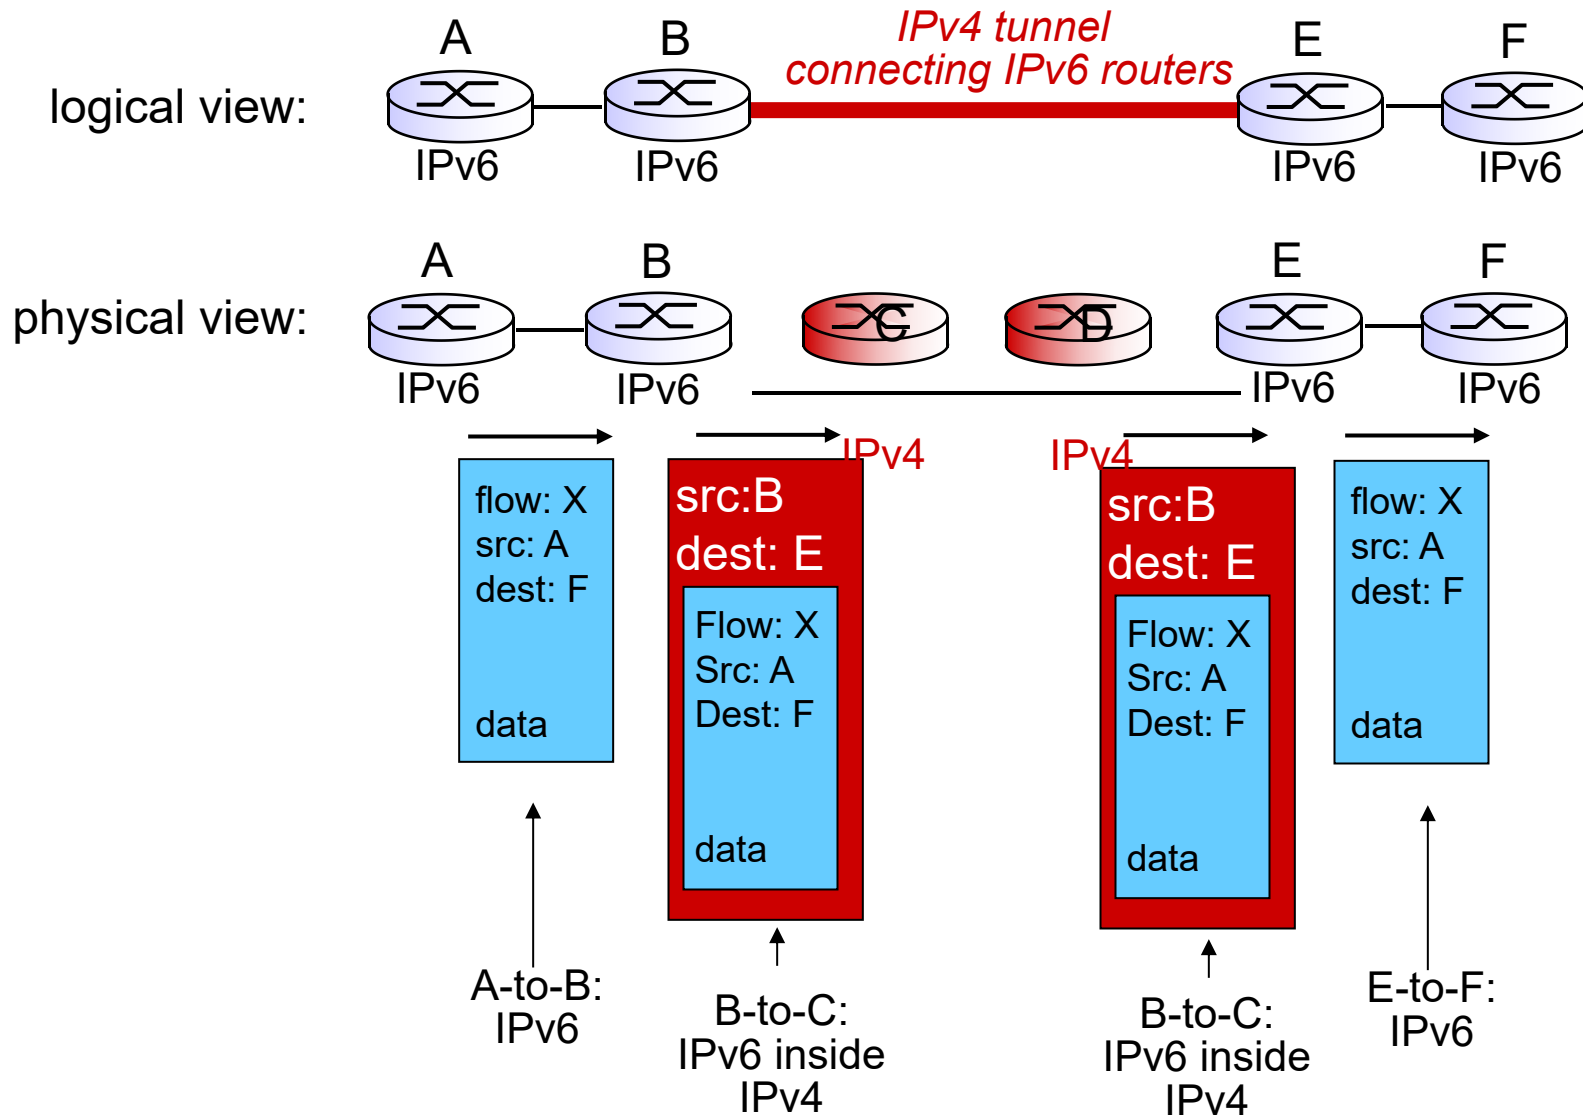 A
B
IPv4 tunnel
connecting IPv6 routers
E
F
logical view:
IPv6
IPv6
IPv6
IPv6
A
B
E
F
physical view:
C
D
IPv6
IPv6
IPv6
IPv6
IPv4
IPv4
flow: X
src: A
dest: F
data
src:B
dest: E
Flow: X
Src: A
Dest: F
data
src:B
dest: E
Flow: X
Src: A
Dest: F
data
flow: X
src: A
dest: F
data
A-to-B:
IPv6
B-to-C:
IPv6 inside
IPv4
B-to-C:
IPv6 inside
IPv4
E-to-F:
IPv6